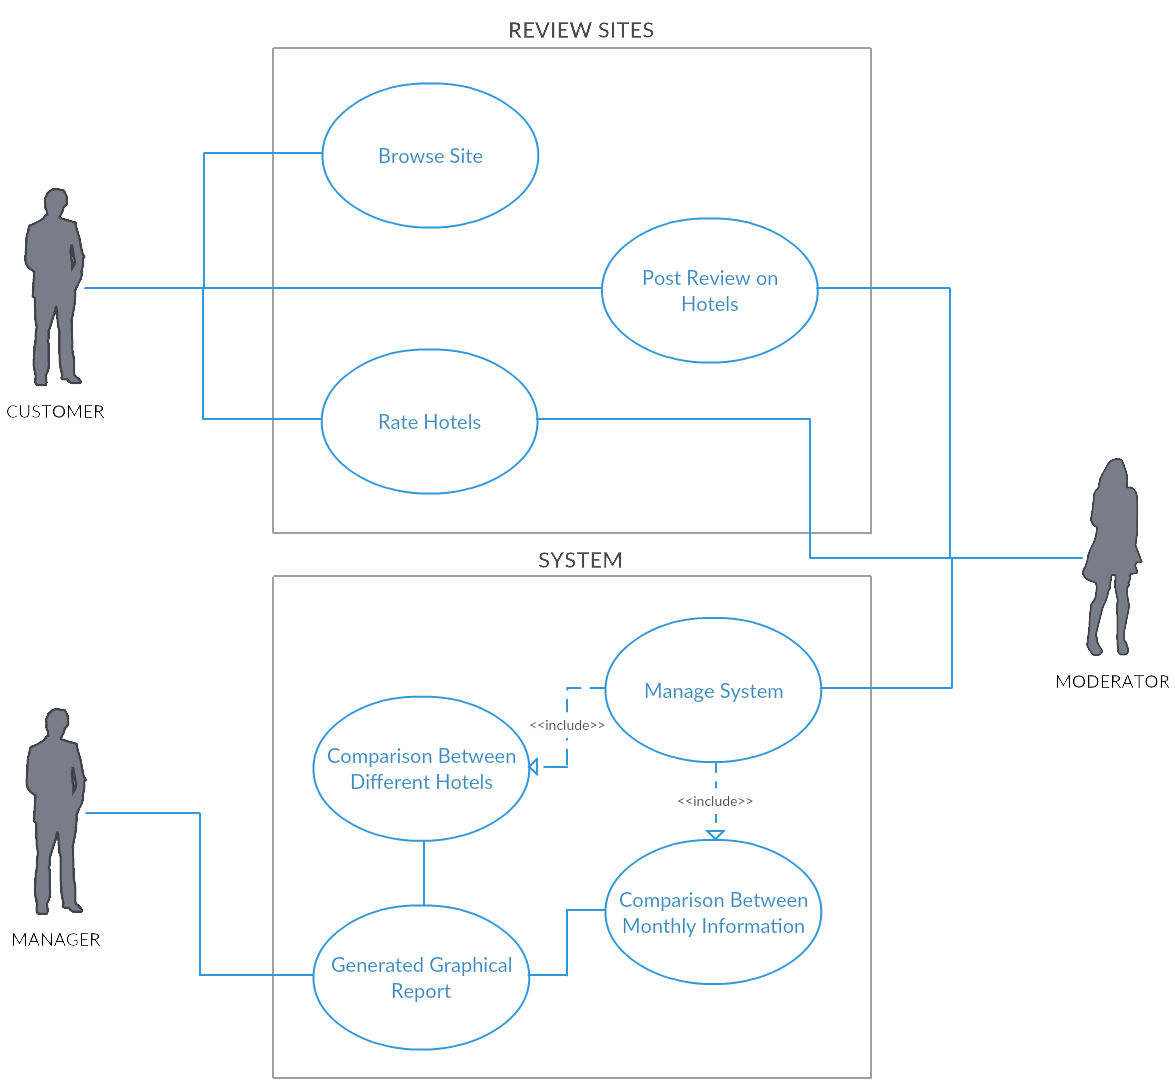 REVIEW SITES
Browse Site
Post Review on
Hotels
CUSTOMER
Rate Hotels
SYSTEM
MODERATOR
Manage System
<<include>>
Comparison Between
Different Hotels
<<include>>
Comparison Between
Monthly Information
MANAGER
Generated Graphical
Report